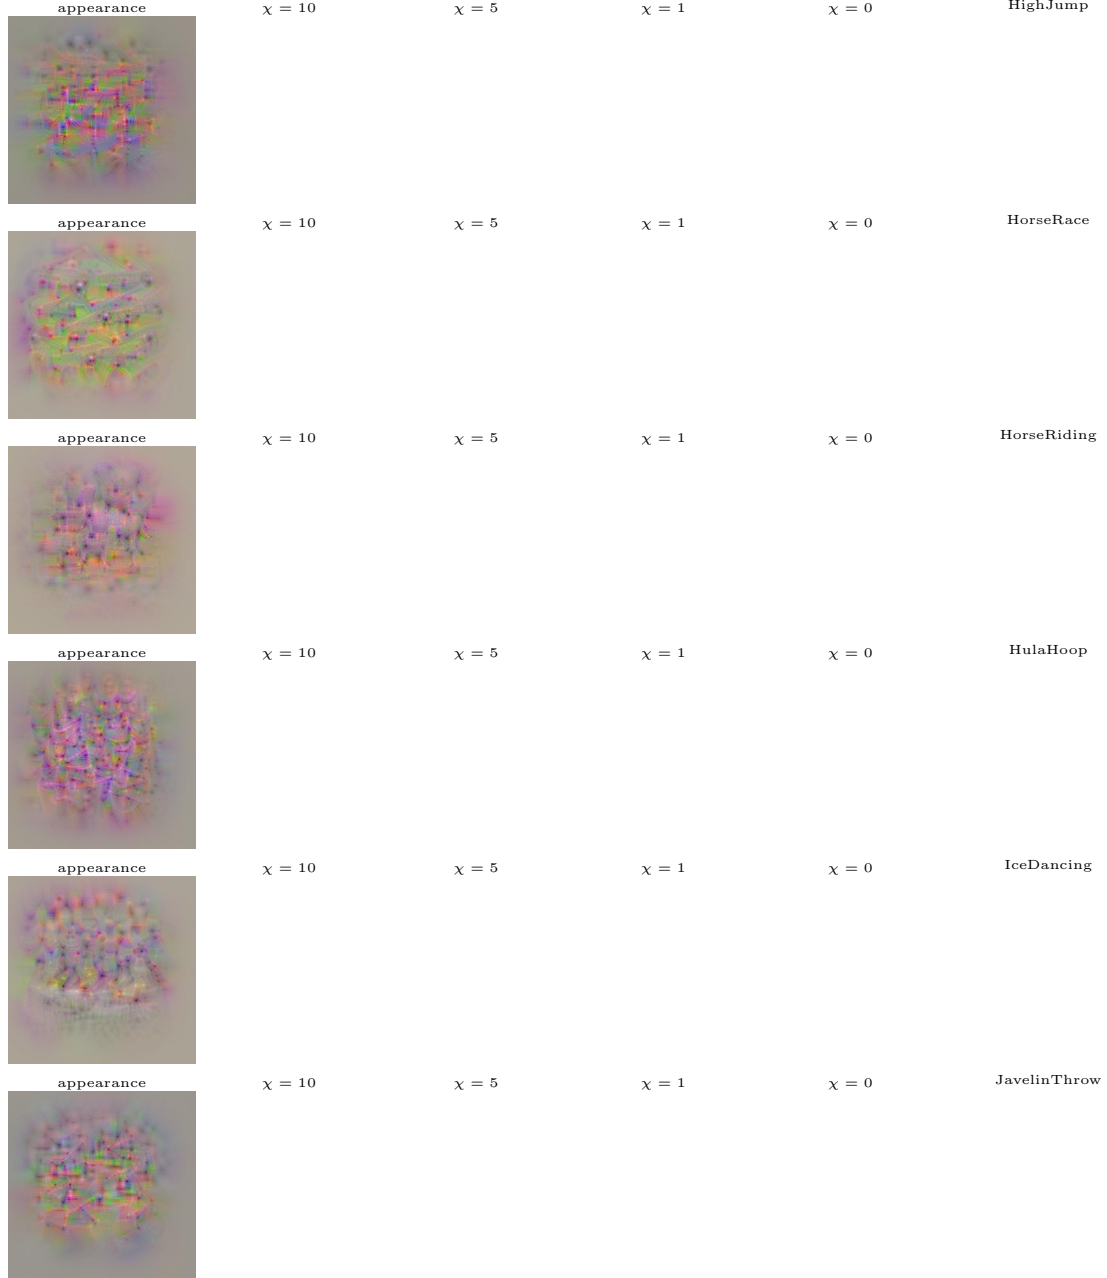 appearance χ = 10 χ = 5 χ = 1 χ = 0 HighJump
appearance χ = 10 χ = 5 χ = 1 χ = 0 HorseRace
appearance χ = 10 χ = 5 χ = 1 χ = 0 HorseRiding
appearance χ = 10 χ = 5 χ = 1 χ = 0 HulaHoop
appearance χ = 10 χ = 5 χ = 1 χ = 0 IceDancing
appearance χ = 10 χ = 5 χ = 1 χ = 0 JavelinThrow